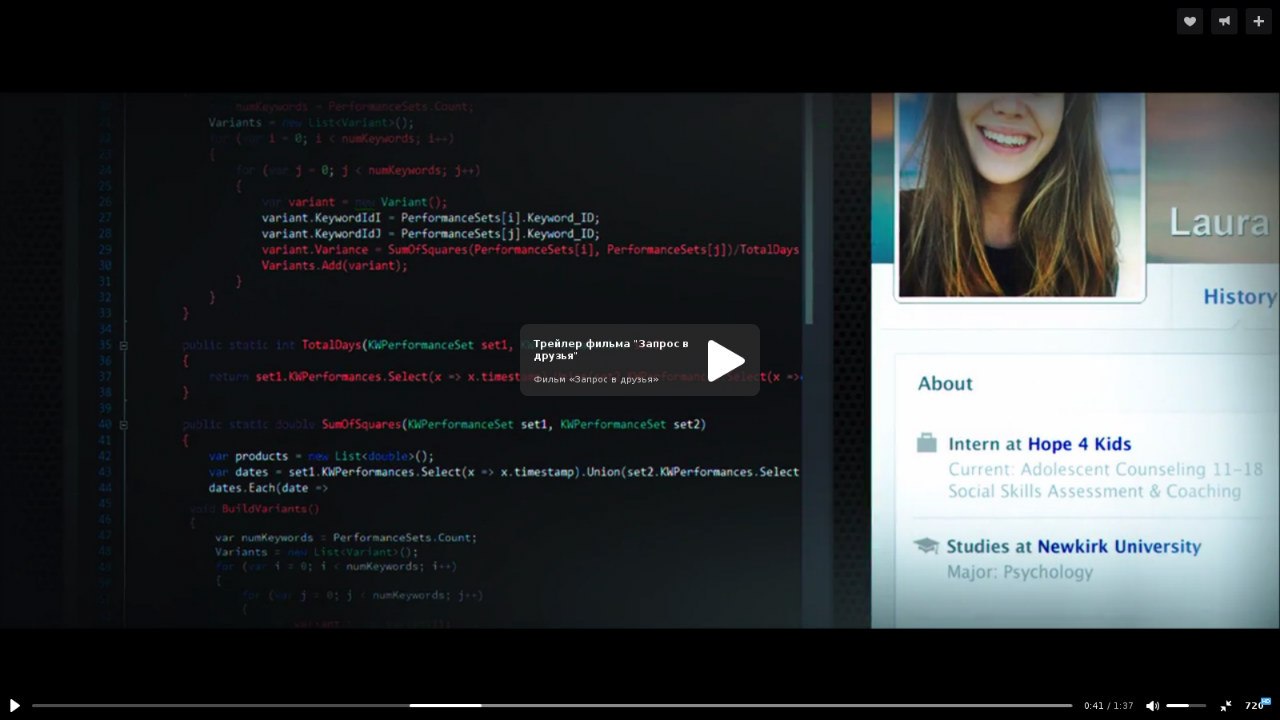 numKeywords = PerformanceSets.Count;
Variants = new List<Variant>();
for (var i = 0; i < numKeywords; i++)
{
for (var j = 0; j < numKeywords; j++)
{
var variant = new Variant();
variant.KeywordIdI = PerformanceSets[i].Keyword_ID;
variant.KeywordIdJ = PerformanceSets[j].Keyword_ID;
variant.Variance = SumOfSquares(PerformanceSets[i], PerformanceSets[j])/TotalDays
Variants.Add(variant);
}
}
}
public static int TotalDays(KWPerformanceSet set1,
{
return set1.KWPerformances.Select(x => x.timest
}
public static double SumOfSquares(KWPerformanceSet set1, KWPerformanceSet set2)
{
var products = new List<double>();
var dates = set1.KWPerformances.Select(x => x.timestamp).Union(set2.KWPerformances.Select
dates.Each(date =>
void BuildVariants()
{
var numKeywords = PerformanceSets.Count;
Variants = new List<Variant>();
for (var i = 0; i < numKeywords; i++)
{
for (var j = 0; j < numKeywords; j++)
{
Трейлер фильма "Запрос в
друзья"
Фильм «Запрос в друзья»
Laura
History
About
Intern at Hope 4 Kids
Current: Adolescent Counseling 11-18
Social Skills Assessment & Coaching
Studies at Newkirk University
Major: Psychology
0:41 / 1:37
720
HD